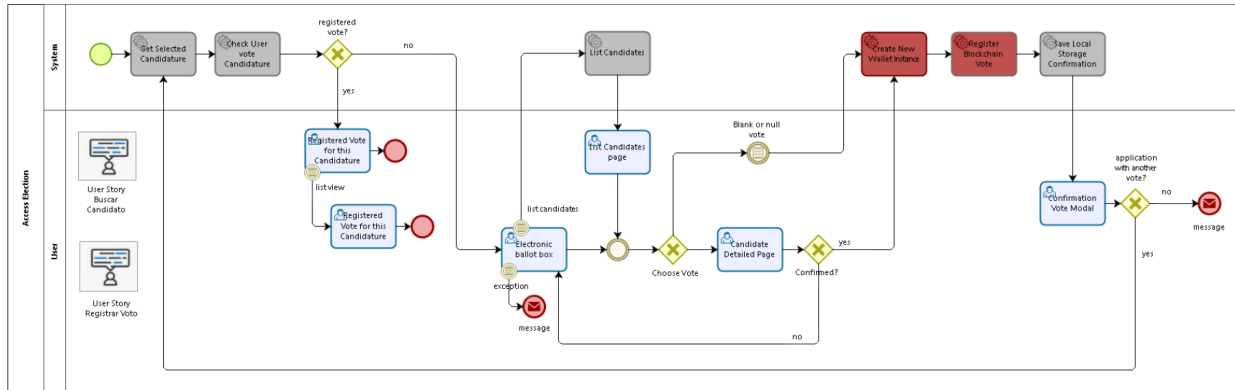 Access Election
System
User
Get Selected
Candidature
Check User
vote
Candidature
registered
vote?
no
yes
List Candidates
Create New
Wallet Instance
Register
Blockchain
Vote
Save Local
Storage
Confirmation
User Story
Buscar
Candidato
User Story
Registrar Voto
Registered Vote
for this
Candidature
list view
Registered
Vote for this
Candidature
List Candidates
page
list candidates
Electronic
ballot box
exception
message
Choose Vote
Blank or null
vote
Candidate
Detailed Page
Confirmed?
yes
no
Confirmation
Vote Modal
application
with another
vote?
no
message
yes